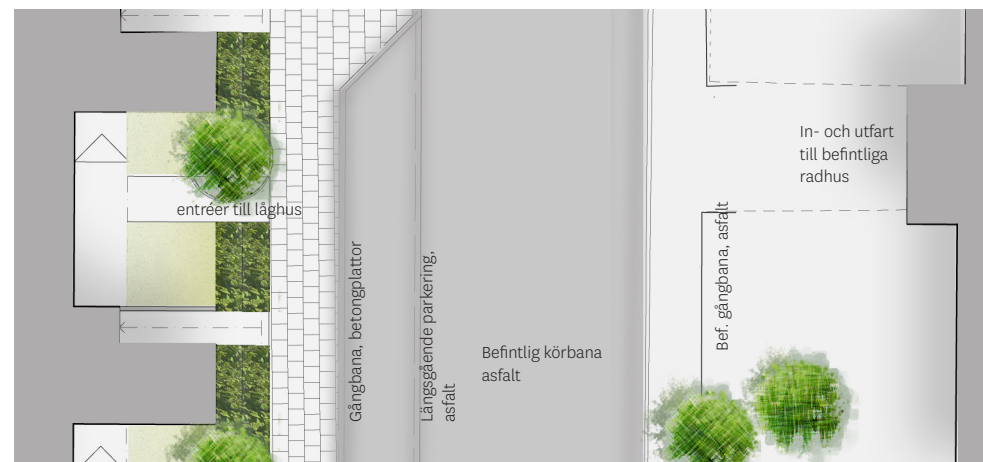 entréer till låghus
Gångbana, betongplattor
Längsgående parkering,
asfalt
Befintlig körbana
asfalt
Bef. gångbana, asfalt
In- och utfart
till befintliga
radhus